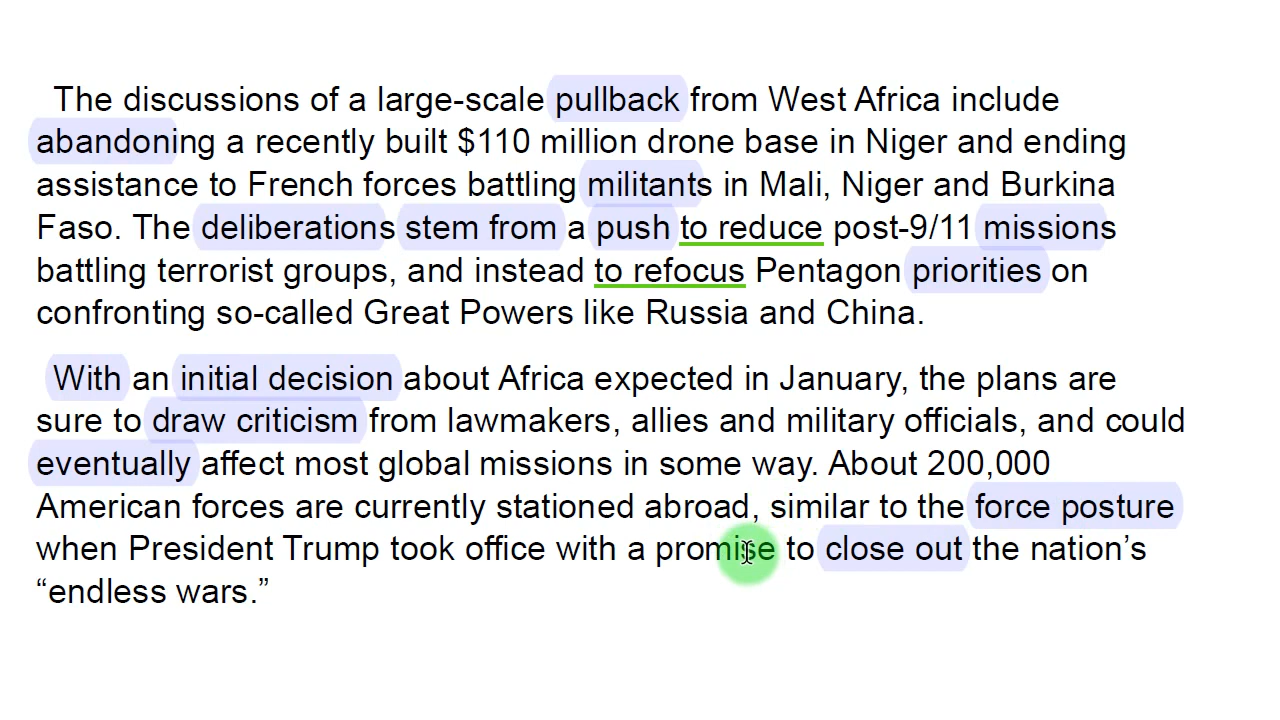 The discussions of a large-scale pullback from West Africa include
abandoning a recently built $110 million drone base in Niger and ending
assistance to French forces battling militants in Mali, Niger and Burkina
Faso. The deliberations stem from a push to reduce post-9/11 missions
battling terrorist groups, and instead to refocus Pentagon priorities on
confronting so-called Great Powers like Russia and China.
With an initial decision about Africa expected in January, the plans are
sure to draw criticism from lawmakers, allies and military officials, and could
eventually affect most global missions in some way. About 200,000
American forces are currently stationed abroad, similar to the force posture
when President Trump took office with a promise to close out the nation’s
“endless wars.”